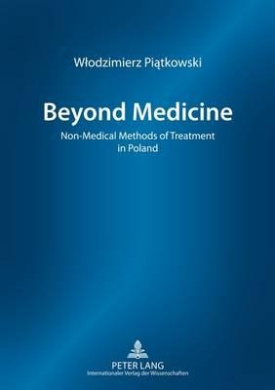 Włodzimierz Piątkowski
Beyond Medicine
Non-Medical Methods of Treatment
in Poland
PETER LANG
Internationaler Verlag der Wissenschaften